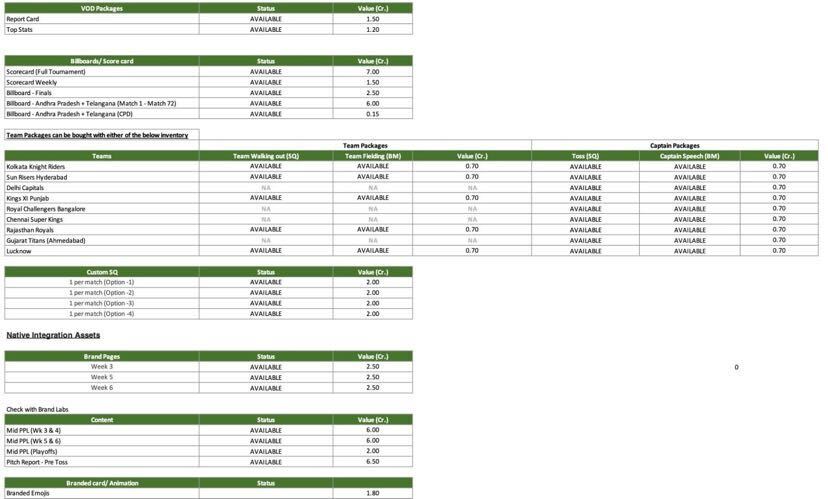 VOD Packages Status Value (Cr.)
Report Card AVAILABLE 1.50
Top Stats AVAILABLE 1.20
Billboards/ Score card Status Value (Cr.)
Scorecard (Full Tournament) AVAILABLE 7.00
Scorecard Weekly AVAILABLE 1.50
Billboard - Finals AVAILABLE 2.50
Billboard - Andhra Pradesh + Telangana (Match 1 - Match 72) AVAILABLE 6.00
Billboard - Andhra Pradesh + Telangana (CPD) AVAILABLE 0.15
Team Packages can be bought with either of the below inventory
Team Packages Captain Packages
Teams Team Walking out (SQ) Team Fielding (BM) Value (Cr.) Toss (SQ) Captain Speech (BM) Value (Cr.)
Kolkata Knight Riders AVAILABLE AVAILABLE 0.70 AVAILABLE AVAILABLE 0.70
Sun Risers Hyderabad AVAILABLE AVAILABLE 0.70 AVAILABLE AVAILABLE 0.70
Delhi Capitals NA NA NA AVAILABLE AVAILABLE 0.70
Kings XI Punjab AVAILABLE AVAILABLE 0.70 AVAILABLE AVAILABLE 0.70
Royal Challengers Bangalore NA NA NA AVAILABLE AVAILABLE 0.70
Chennai Super Kings NA NA NA AVAILABLE AVAILABLE 0.70
Rajasthan Royals AVAILABLE AVAILABLE 0.70 AVAILABLE AVAILABLE 0.70
Gujarat Titans (Ahmedabad) NA NA NA AVAILABLE AVAILABLE 0.70
Lucknow AVAILABLE AVAILABLE 0.70 AVAILABLE AVAILABLE 0.70
Custom SQ Status Value (Cr.)
1 per match (Option -1) AVAILABLE 2.00
1 per match (Option -2) AVAILABLE 2.00
1 per match (Option -3) AVAILABLE 2.00
1 per match (Option -4) AVAILABLE 2.00
Native Integration Assets
Brand Pages Status Value (Cr.)
Week 3 AVAILABLE 2.50 0
Week 5 AVAILABLE 2.50
Week 6 AVAILABLE 2.50
Check with Brand Labs
Content Status Value (Cr.)
Mid PPL (Wk 3 & 4) AVAILABLE 6.00
Mid PPL (Wk 5 & 6) AVAILABLE 6.00
Mid PPL (Playoffs) AVAILABLE 2.00
Pitch Report - Pre Toss AVAILABLE 6.50
Branded card/ Animation Status
Branded Emojis AVAILABLE 1.80